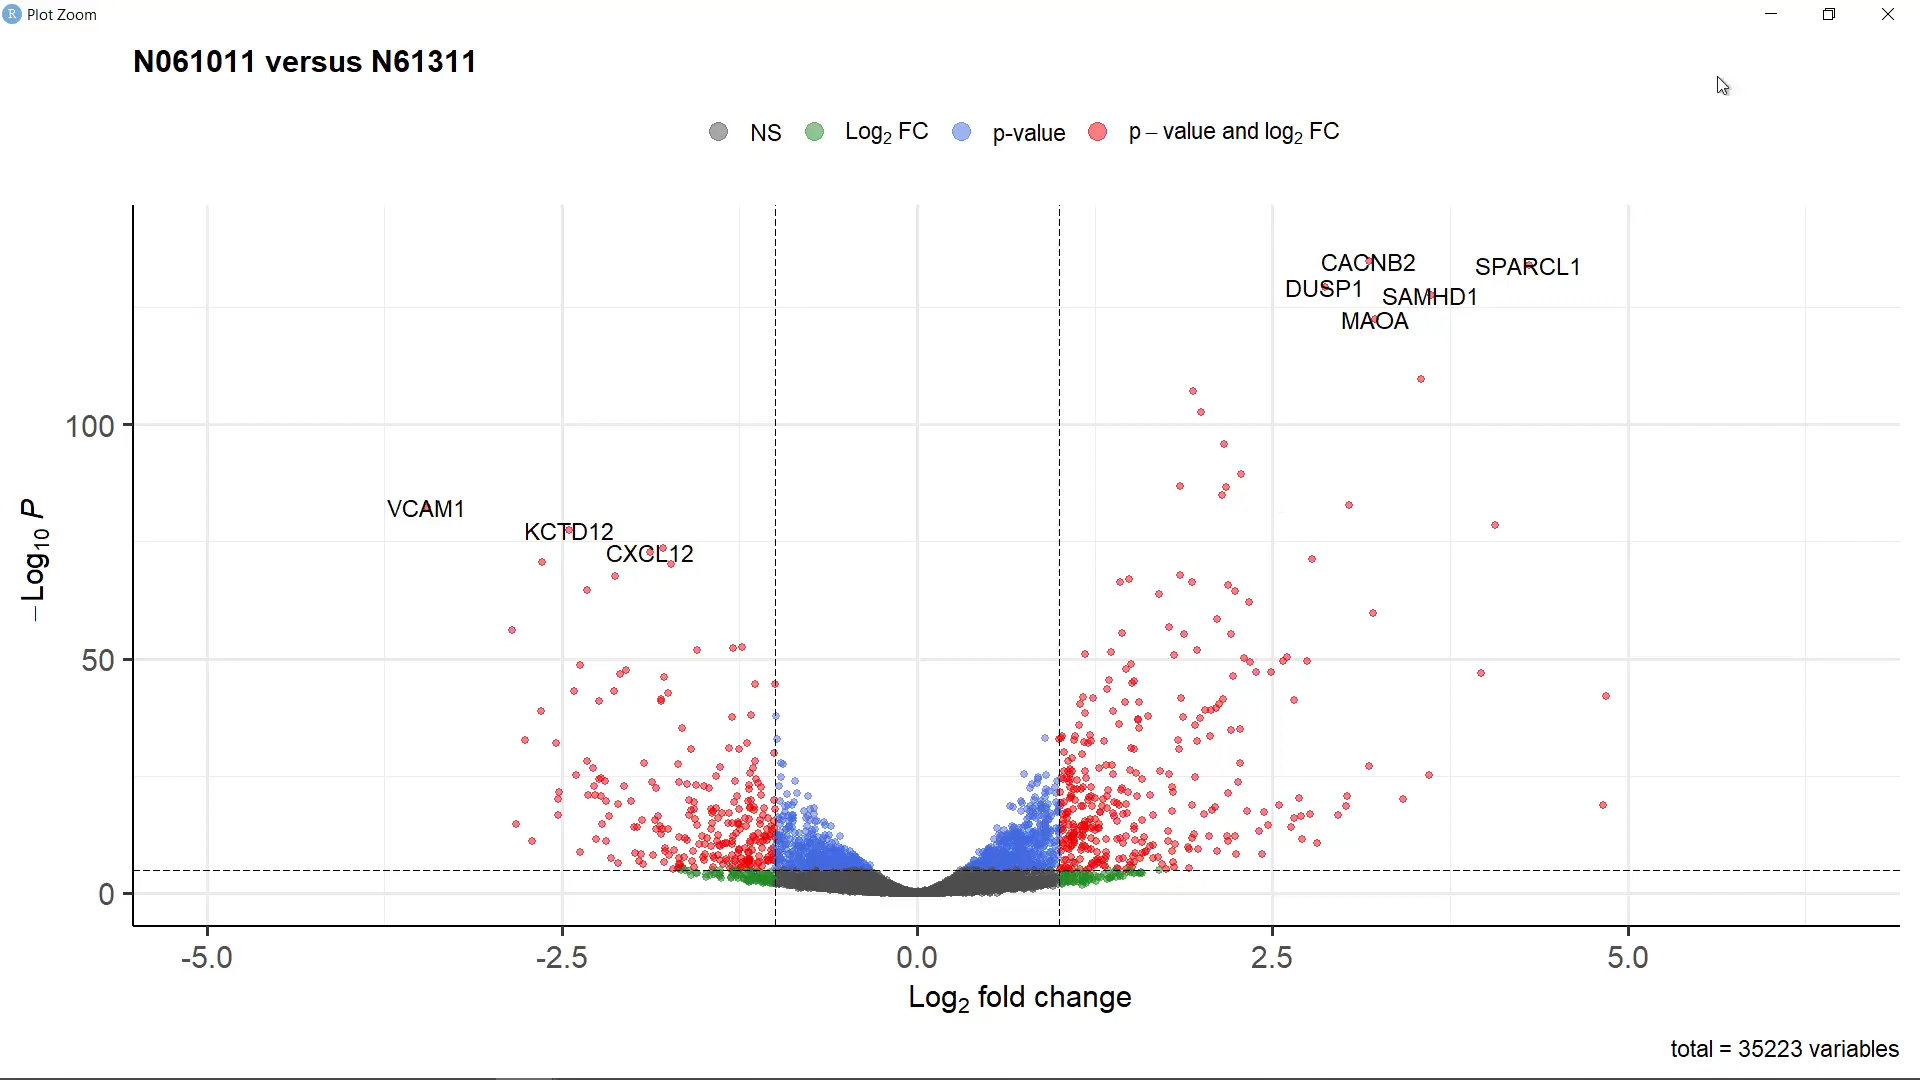 Plot Zoom
N061011 versus N61311
NS Log₂ FC p-value p – value and log₂ FC
CACNB2
SPARCL1
DUSP1
SAMHD1
MAOA
100
VCAM1
KCTD12
CXCL12
– Log₁₀ P
50
0
-5.0 -2.5 0.0 2.5 5.0
Log₂ fold change
total = 35223 variables